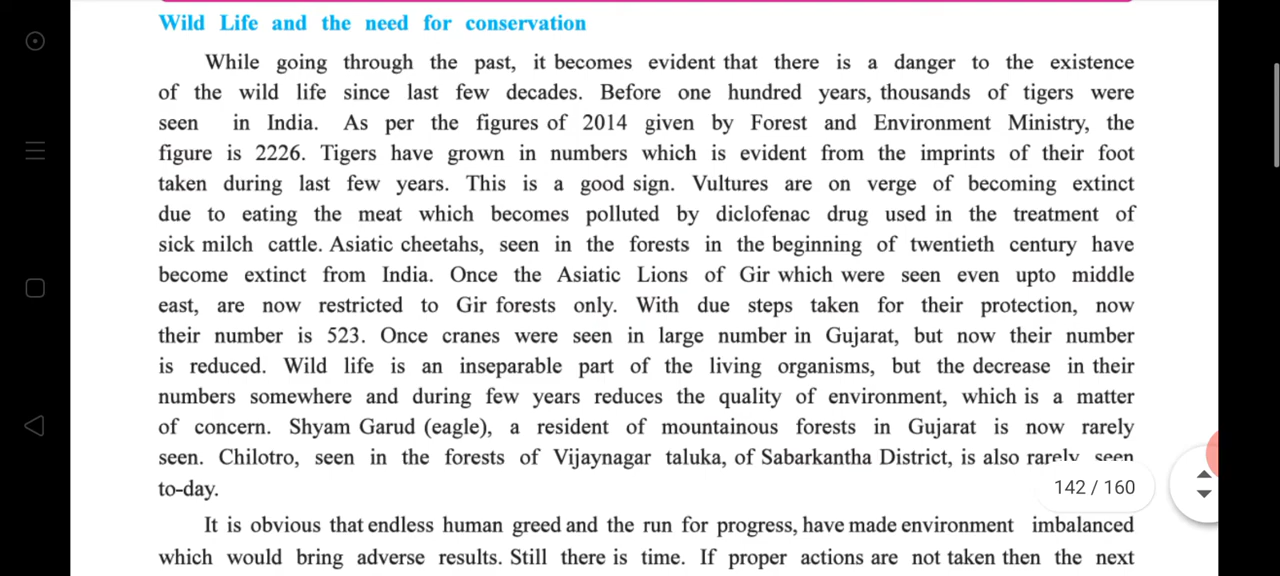 Wild Life and the need for conservation
While going through the past, it becomes evident that there is a danger to the existence
of the wild life since last few decades. Before one hundred years, thousands of tigers were
seen in India. As per the figures of 2014 given by Forest and Environment Ministry, the
figure is 2226. Tigers have grown in numbers which is evident from the imprints of their foot
taken during last few years. This is a good sign. Vultures are on verge of becoming extinct
due to eating the meat which becomes polluted by diclofenac drug used in the treatment of
sick milch cattle. Asiatic cheetahs, seen in the forests in the beginning of twentieth century have
become extinct from India. Once the Asiatic Lions of Gir which were seen even upto middle
east, are now restricted to Gir forests only. With due steps taken for their protection, now
their number is 523. Once cranes were seen in large number in Gujarat, but now their number
is reduced. Wild life is an inseparable part of the living organisms, but the decrease in their
numbers somewhere and during few years reduces the quality of environment, which is a matter
of concern. Shyam Garud (eagle), a resident of mountainous forests in Gujarat is now rarely
seen. Chilotro, seen in the forests of Vijaynagar taluka, of Sabarkantha District, is also rarely seen
to-day.
142 / 160
It is obvious that endless human greed and the run for progress, have made environment imbalanced
which would bring adverse results. Still there is time. If proper actions are not taken then the next